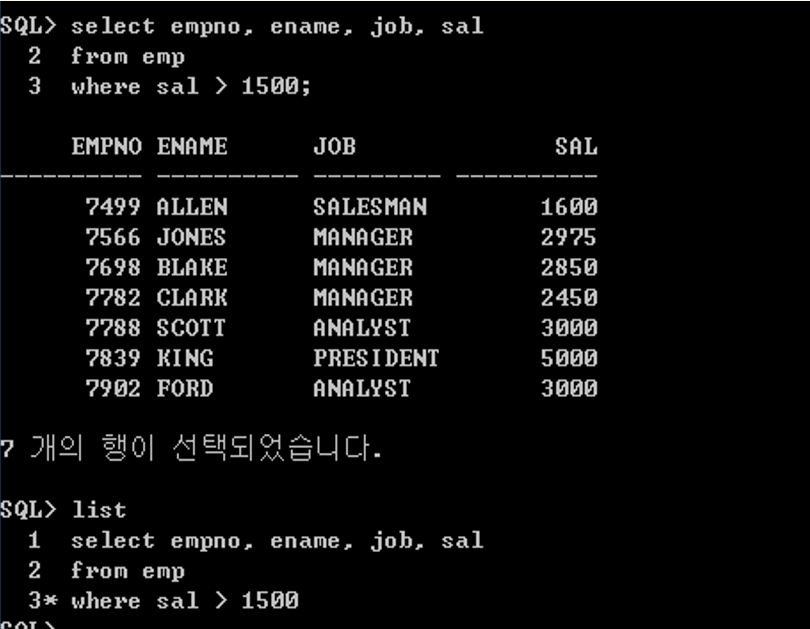 SQL> select empno, ename, job, sal
  2  from emp
  3  where sal > 1500;
     EMPNO ENAME      JOB              SAL
---------- ---------- --------- ----------
      7499 ALLEN      SALESMAN        1600
      7566 JONES      MANAGER         2975
      7698 BLAKE      MANAGER         2850
      7782 CLARK      MANAGER         2450
      7788 SCOTT      ANALYST         3000
      7839 KING       PRESIDENT       5000
      7902 FORD       ANALYST         3000
7 개의 행이 선택되었습니다.
SQL> list
  1  select empno, ename, job, sal
  2  from emp
  3* where sal > 1500
SQL>